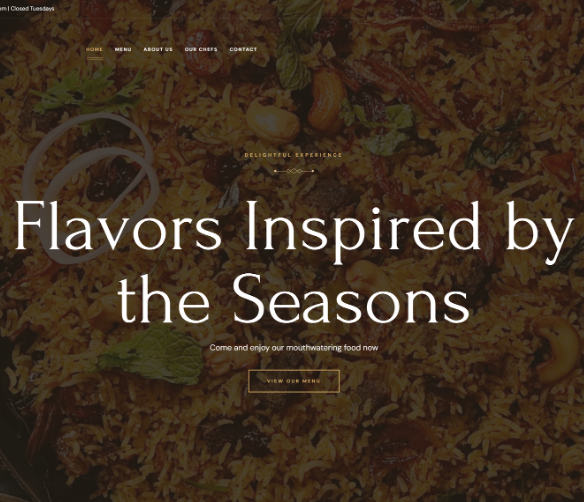 pm | Closed Tuesdays
HOME MENU ABOUT US OUR CHEFS CONTACT
DELIGHTFUL EXPERIENCE
Flavors Inspired by
the Seasons
Come and enjoy our mouthwatering food now
VIEW OUR MENU